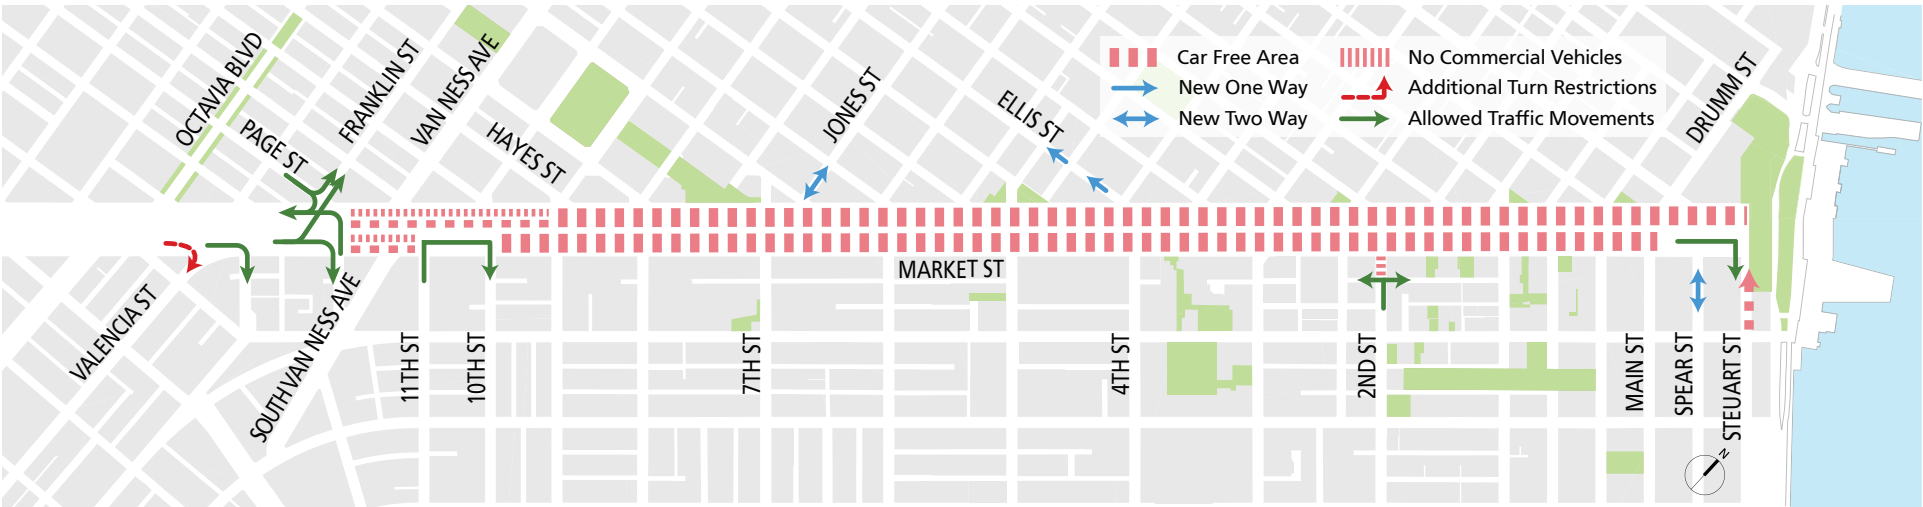 OCTAVIA BLVD
PAGE ST
FRANKLIN ST
VAN NESS AVE
HAYES ST
JONES ST
ELLIS ST
DRUMM ST
Car Free Area
New One Way
New Two Way
No Commercial Vehicles
Additional Turn Restrictions
Allowed Traffic Movements
MARKET ST
VALENCIA ST
SOUTH VAN NESS AVE
11TH ST
10TH ST
7TH ST
4TH ST
2ND ST
MAIN ST
SPEAR ST
STEUART ST
N